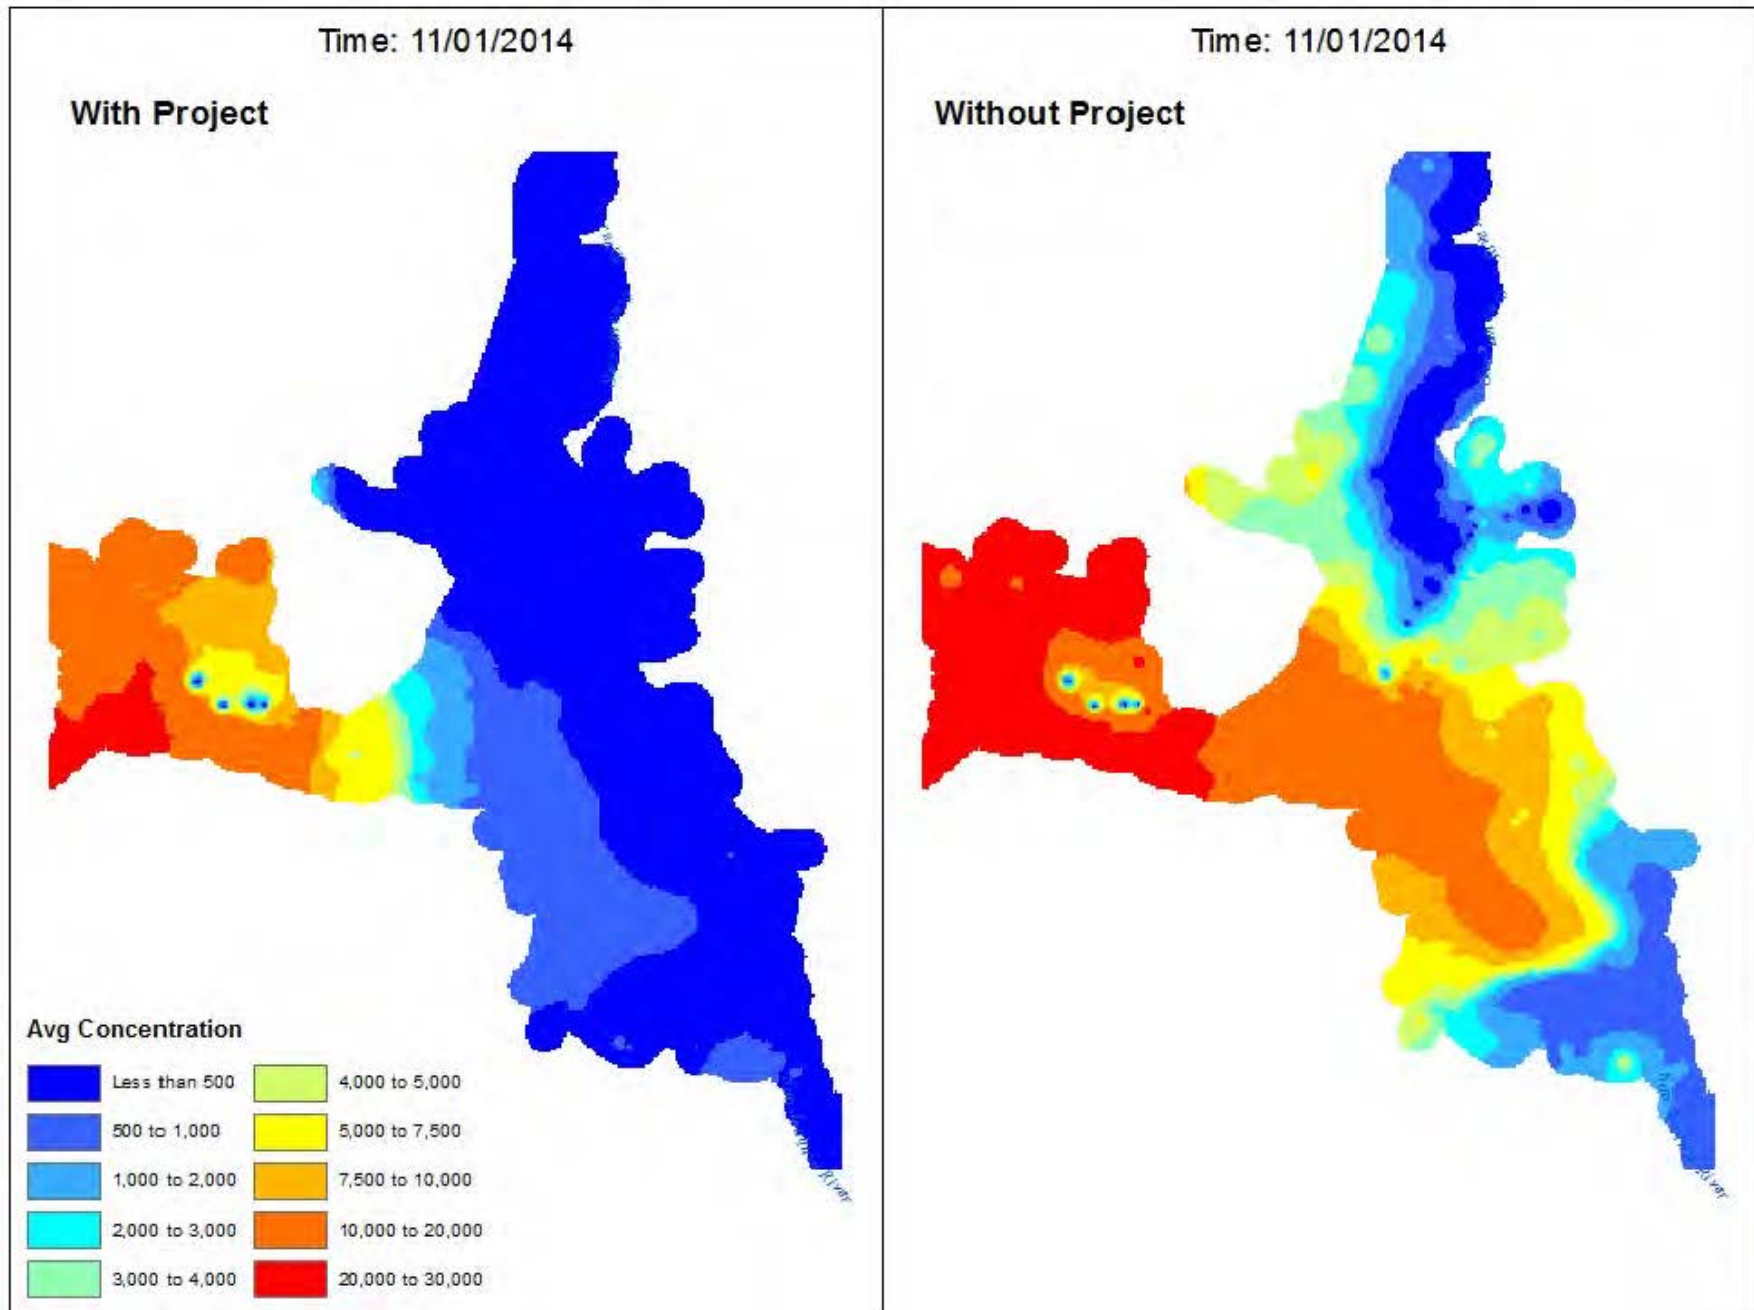 Time: 11/01/2014
With Project
Avg Concentration
Less than 500
500 to 1,000
1,000 to 2,000
2,000 to 3,000
3,000 to 4,000
4,000 to 5,000
5,000 to 7,500
7,500 to 10,000
10,000 to 20,000
20,000 to 30,000
River
Time: 11/01/2014
Without Project
River